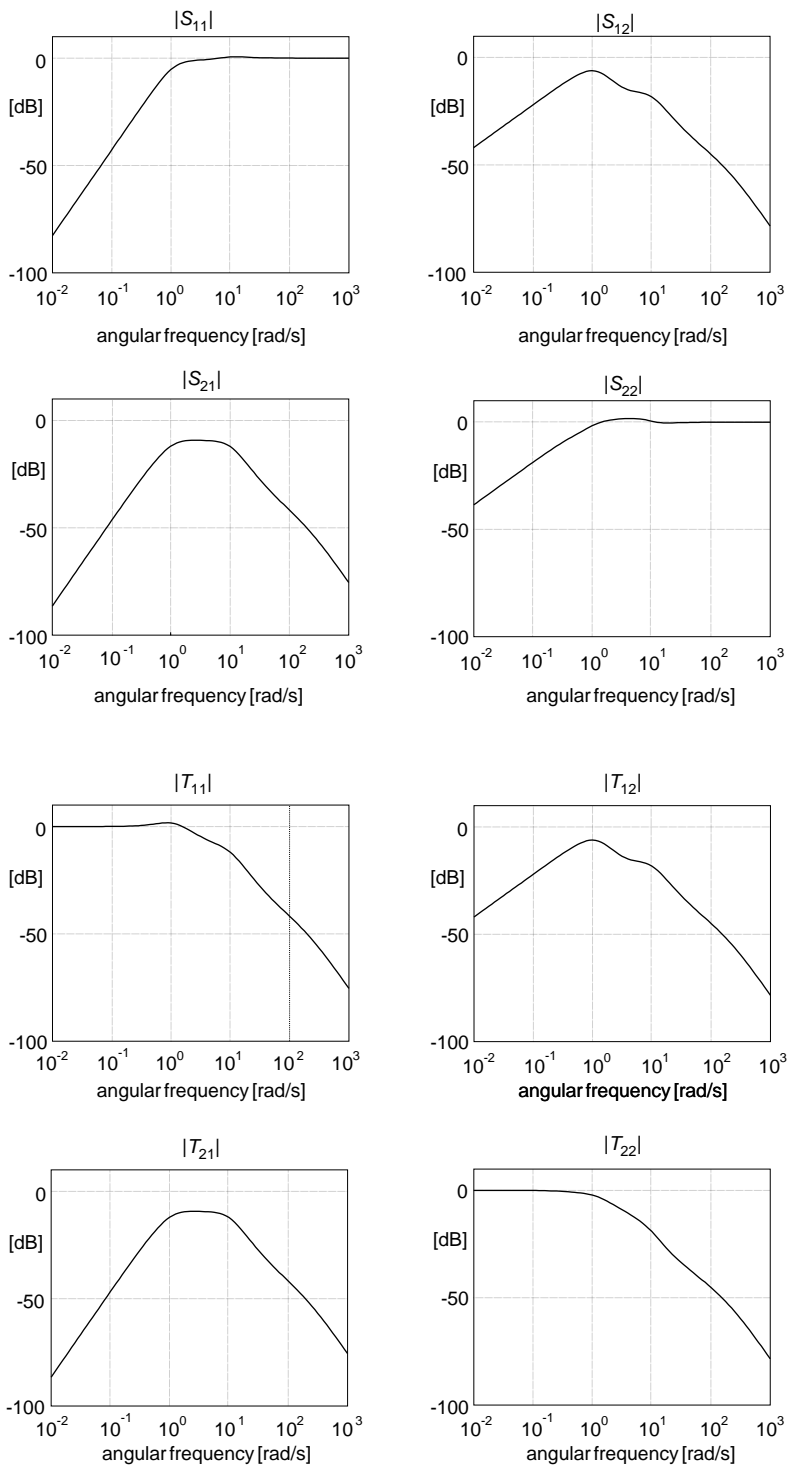 |S11| |S12|
0 0
[dB] [dB]
-50 -50
-100 -100
10-2 10-1 100 101 102 103 10-2 10-1 100 101 102 103
angular frequency [rad/s] angular frequency [rad/s]
|S21| |S22|
0 0
[dB] [dB]
-50 -50
-100 -100
10-2 10-1 100 101 102 103 10-2 10-1 100 101 102 103
angular frequency [rad/s] angular frequency [rad/s]
|T11| |T12|
0 0
[dB] [dB]
-50 -50
-100 -100
10-2 10-1 100 101 102 103 10-2 10-1 100 101 102 103
angular frequency [rad/s] angular frequency [rad/s]
|T21| |T22|
0 0
[dB] [dB]
-50 -50
-100 -100
10-2 10-1 100 101 102 103 10-2 10-1 100 101 102 103
angular frequency [rad/s] angular frequency [rad/s]